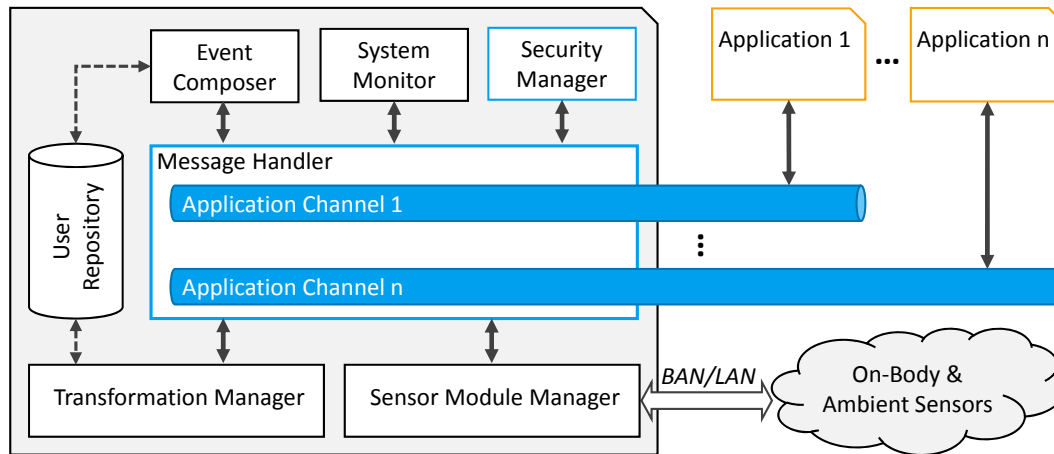 Event
Composer
System
Monitor
Security
Manager
Application 1
...
Application n
Message Handler
Application Channel 1
...
Application Channel n
User
Repository
Transformation Manager
Sensor Module Manager
BAN/LAN
On-Body &
Ambient Sensors